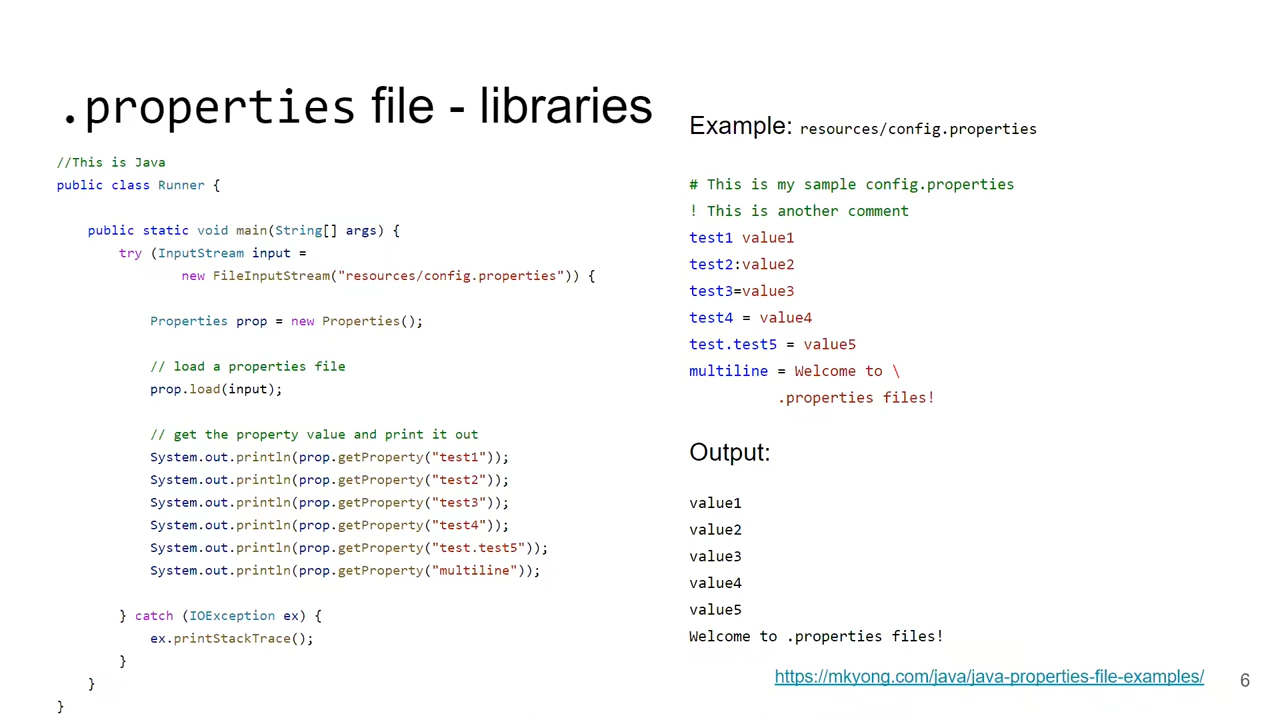 .properties file - libraries
//This is Java
public class Runner {
public static void main(String[] args) {
try (InputStream input =
new FileInputStream("resources/config.properties")) {
Properties prop = new Properties();
// load a properties file
prop.load(input);
// get the property value and print it out
System.out.println(prop.getProperty("test1"));
System.out.println(prop.getProperty("test2"));
System.out.println(prop.getProperty("test3"));
System.out.println(prop.getProperty("test4"));
System.out.println(prop.getProperty("test.test5"));
System.out.println(prop.getProperty("multiline"));
} catch (IOException ex) {
ex.printStackTrace();
}
}
}
Example: resources/config.properties
# This is my sample config.properties
! This is another comment
test1 value1
test2:value2
test3=value3
test4 = value4
test.test5 = value5
multiline = Welcome to \
.properties files!
Output:
value1
value2
value3
value4
value5
Welcome to .properties files!
https://mkyong.com/java/java-properties-file-examples/
6